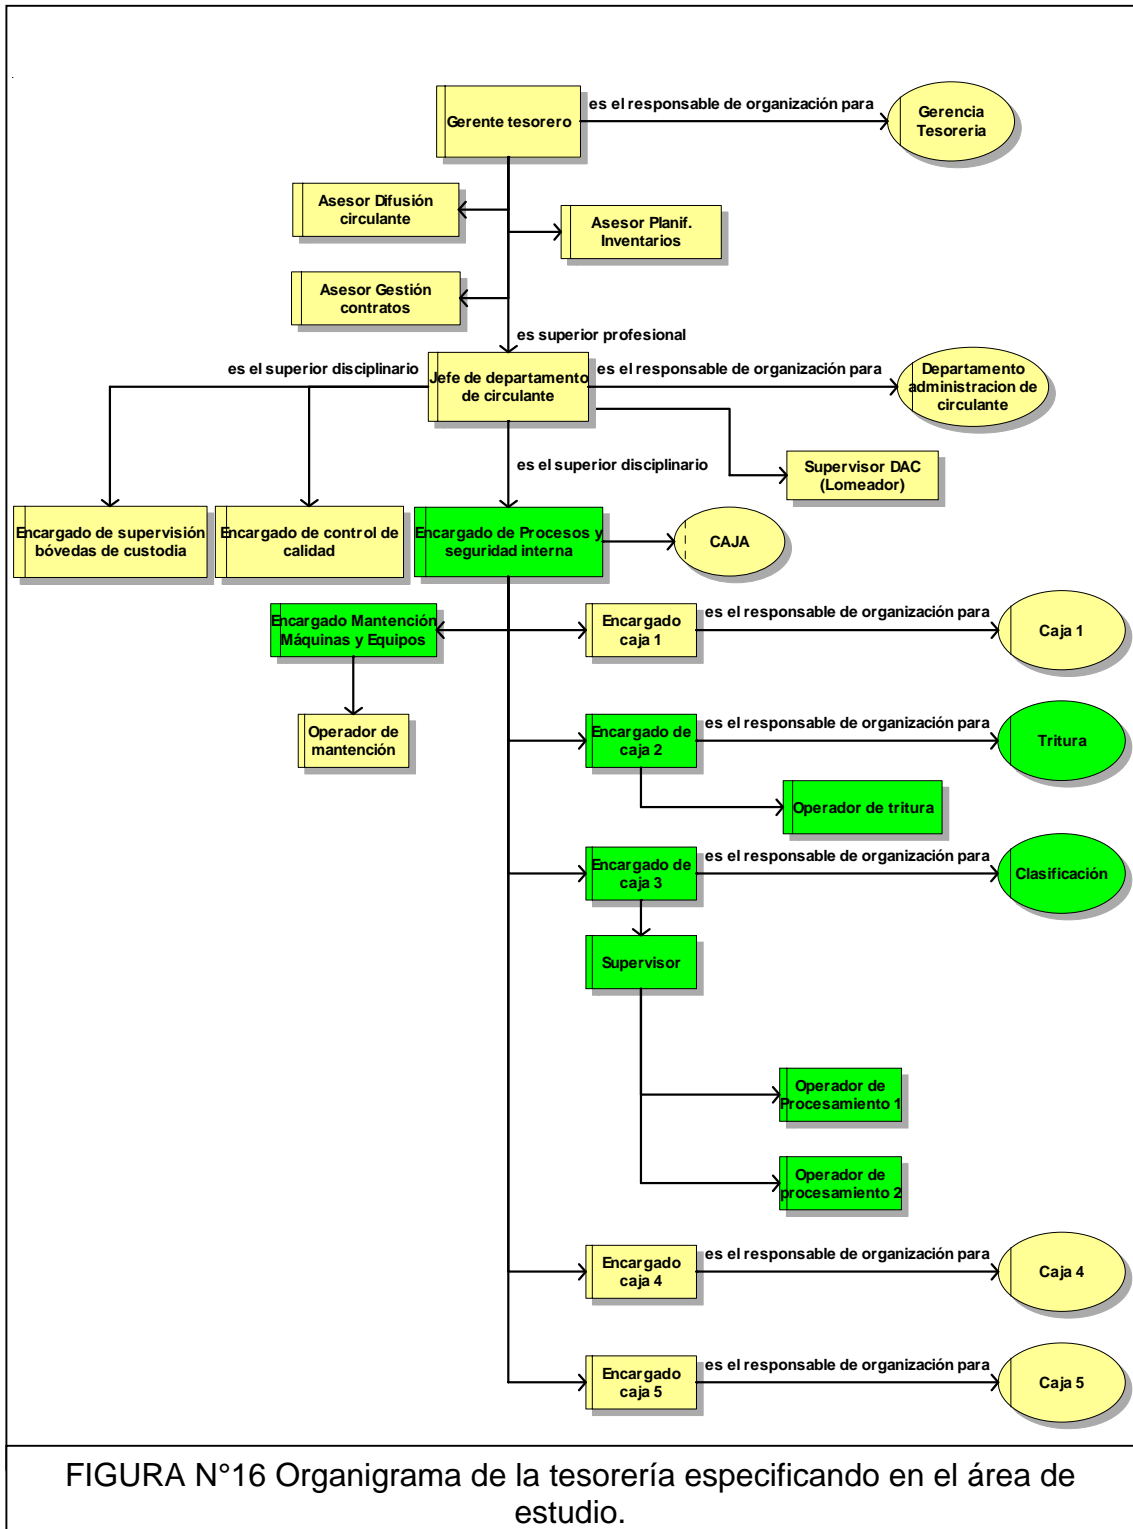 es el responsable de organización para
Gerente tesorero
Gerencia
Tesoreria
Asesor Difusión
circulante
Asesor Planif.
Inventarios
Asesor Gestión
contratos
es superior profesional
es el superior disciplinario
Jefe de departamento
de circulante
es el responsable de organización para
Departamento
administracion de
circulante
es el superior disciplinario
Supervisor DAC
(Lomeador)
Encargado de supervisión
bóvedas de custodia
Encargado de control de
calidad
Encargado de Procesos y
seguridad interna
CAJA
Encargado Mantención
Máquinas y Equipos
Encargado
caja 1
es el responsable de organización para
Caja 1
Operador de
mantención
Encargado de
caja 2
es el responsable de organización para
Tritura
Operador de tritura
Encargado de
caja 3
es el responsable de organización para
Clasificación
Supervisor
Operador de
Procesamiento 1
Operador de
procesamiento 2
Encargado
caja 4
es el responsable de organización para
Caja 4
Encargado
caja 5
es el responsable de organización para
Caja 5
FIGURA N°16 Organigrama de la tesorería especificando en el área de
estudio.